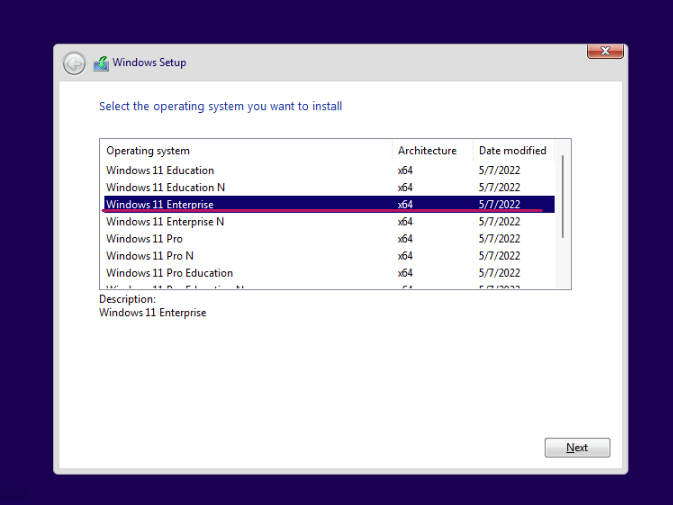 Windows Setup
Select the operating system you want to install
Operating system Architecture Date modified
Windows 11 Education x64 5/7/2022
Windows 11 Education N x64 5/7/2022
Windows 11 Enterprise x64 5/7/2022
Windows 11 Enterprise N x64 5/7/2022
Windows 11 Pro x64 5/7/2022
Windows 11 Pro N x64 5/7/2022
Windows 11 Pro Education x64 5/7/2022
Description:
Windows 11 Enterprise
Next